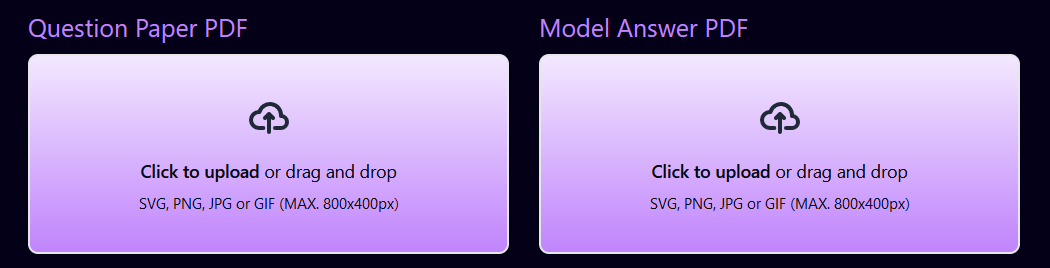 Question Paper PDF
Click to upload or drag and drop
SVG, PNG, JPG or GIF (MAX. 800x400px)
Model Answer PDF
Click to upload or drag and drop
SVG, PNG, JPG or GIF (MAX. 800x400px)